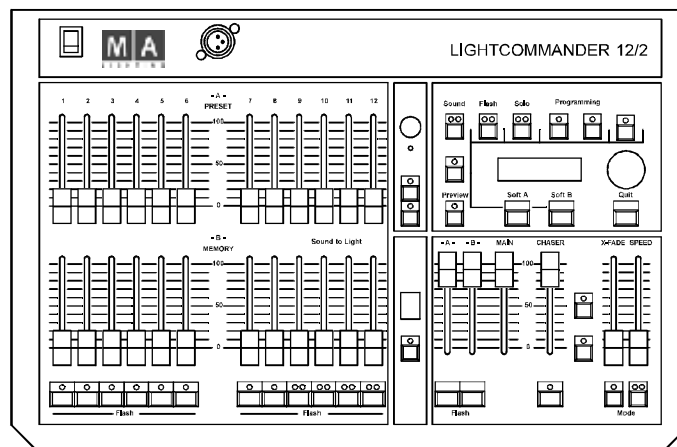 MA
LIGHTING
LIGHTCOMMANDER 12/2
- A -
1 2 3 4 5 6 PRESET 7 8 9 10 11 12
100
50
0
- B -
MEMORY Sound to Light
100
50
0
Flash Flash
Sound Flash Solo Programming
Preview Soft A Soft B Quit
-A- -B- MAIN CHASER X-FADE SPEED
100
50
0
Flash Mode